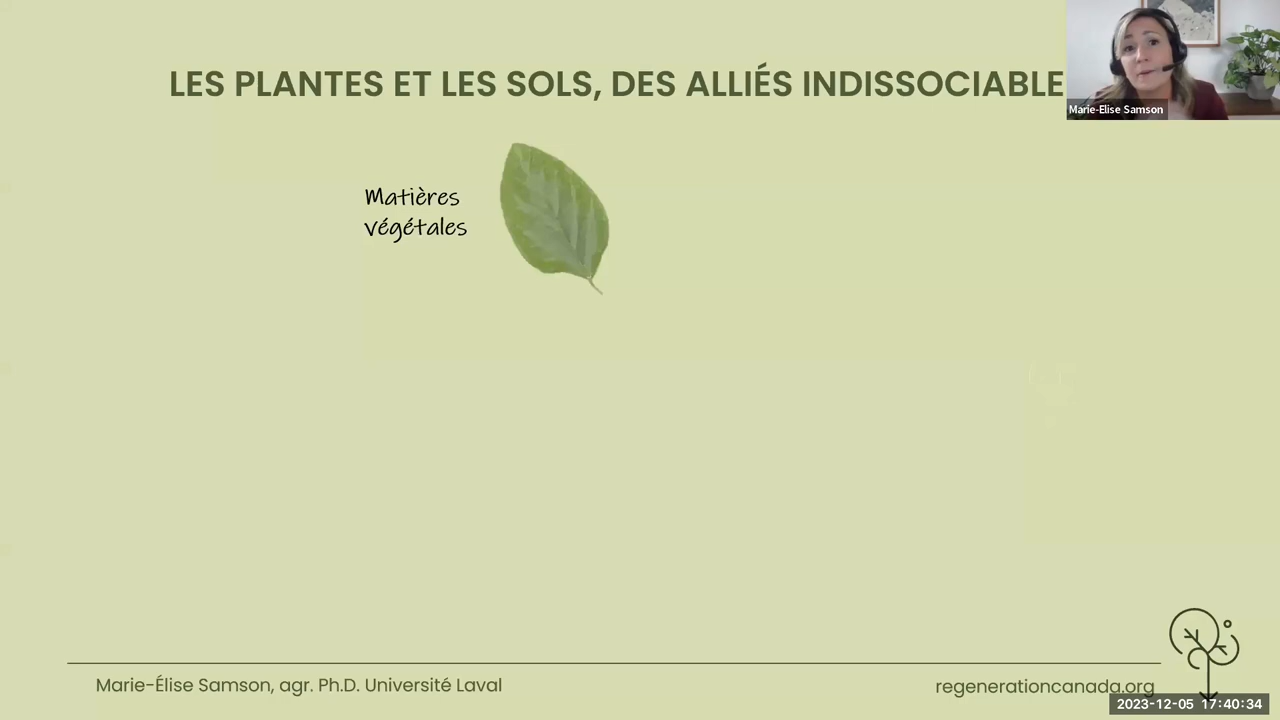 LES PLANTES ET LES SOLS, DES ALLIÉS INDISSOCIABLE
Marie-Elise Samson
Matières
végétales
Marie-Élise Samson, agr. Ph.D. Université Laval
regenerationcanada.org
2023-12-05 17:40:34